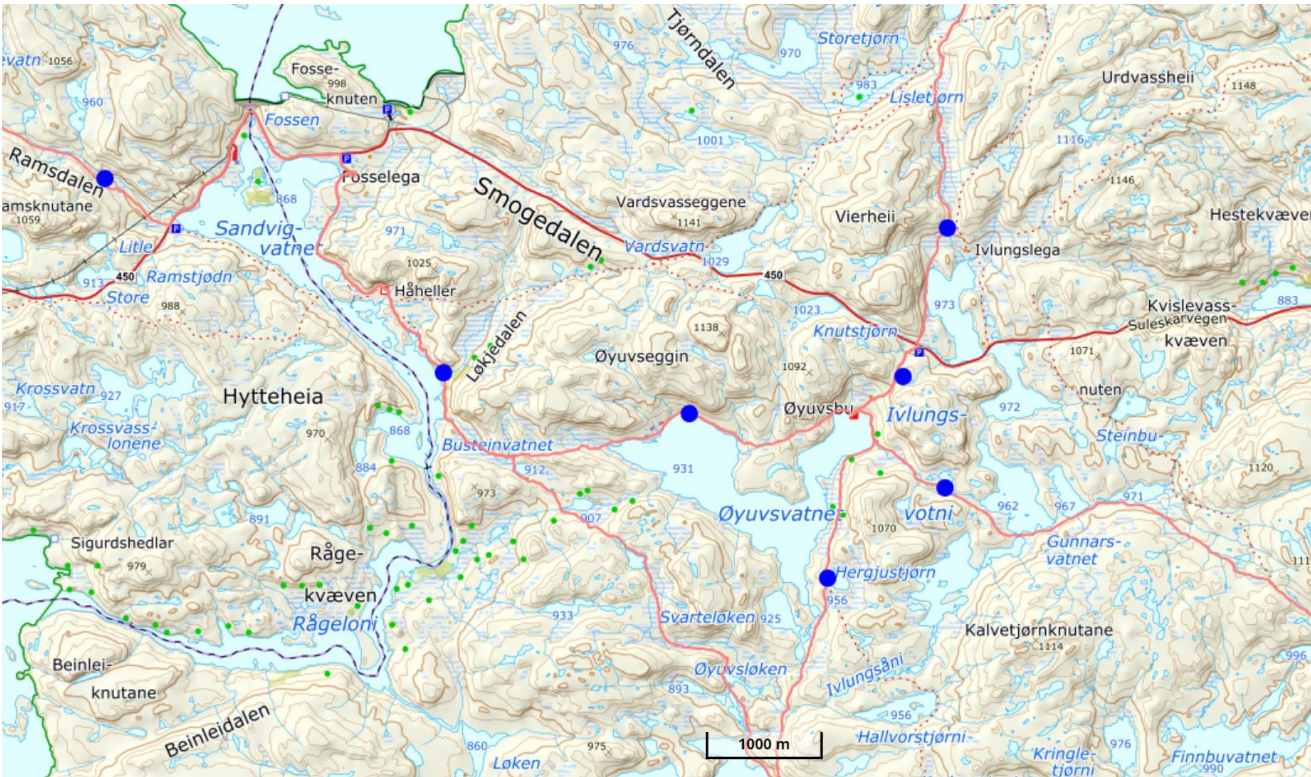 evatn
1056
960
Fosse-
998
knuten
P
Fossen
Tjørndalen
976
970
Storetjørn
983
Lisletjørn
Urdvassheii
1148
1001
1116
Ramsdalen
P
Fosselega
amsknutane
1059
868
Smogedalen
Vardsvasseggene
1141
1146
Vierheii
Hestekvæven
Sandvig-
vatnet
971
P
Litle
Ramstjødn
Store
913
450
988
1025
Håheller
Vardsvatn
1029
450
Ivlungslega
973
1023
Knutstjørn
P
Kvislevass-
kvæven
Suleskarvegen
883
Løkjedalen
1138
Øyuvseggin
1092
1071
nuten
Krossvatn
917
927
Hytteheia
Øyuvsbu
Ivlungs-
972
Krossvass-
lonene
970
868
884
Busteinvatnet
912
931
Steinbu-
1120
973
907
Øyuvsvatnet
votni
962
967
971
891
1070
Gunnars-
vatnet
Sigurdshedlar
979
Råge-
kvæven
Hergjustjørn
956
Rågeloni
933
Svarteløken
925
Kalvetjørnknutane
1114
996
Beinlei-
knutane
Øyuvsløken
893
Ivlungsåni
956
Hallvorstjørni
Beinleidalen
860
Løken
975
1000 m
Kringle-
tjørni
976
Finnbuvatnet
990